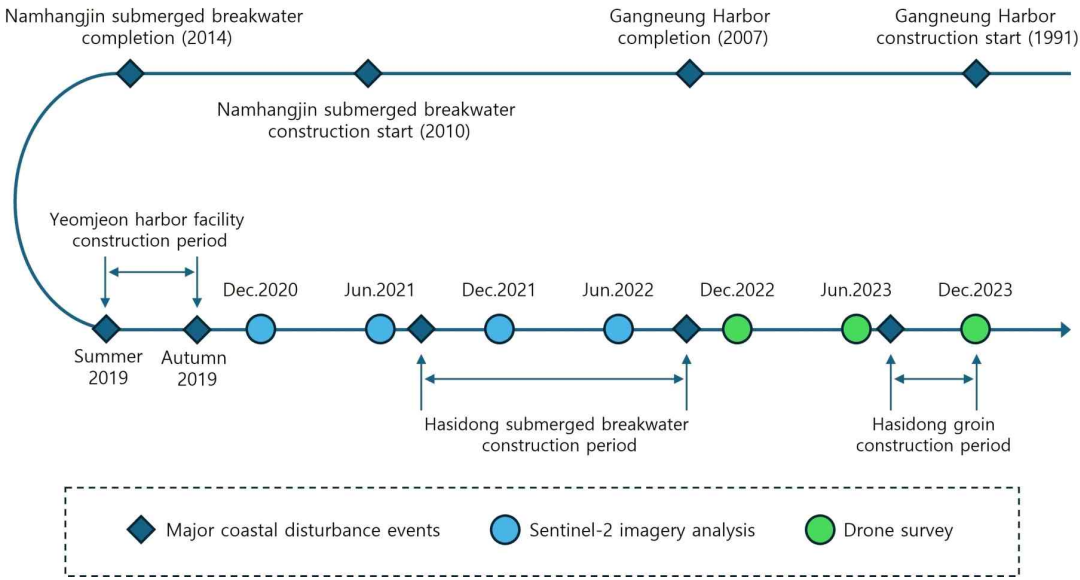 Namhangjin submerged breakwater
completion (2014)
Gangneung Harbor
completion (2007)
Gangneung Harbor
construction start (1991)
Namhangjin submerged breakwater
construction start (2010)
Yeomjeon harbor facility
construction period
Dec.2020
Jun.2021
Dec.2021
Jun.2022
Dec.2022
Jun.2023
Dec.2023
Summer
2019
Autumn
2019
Hasidong submerged breakwater
construction period
Hasidong groin
construction period
Major coastal disturbance events
Sentinel-2 imagery analysis
Drone survey